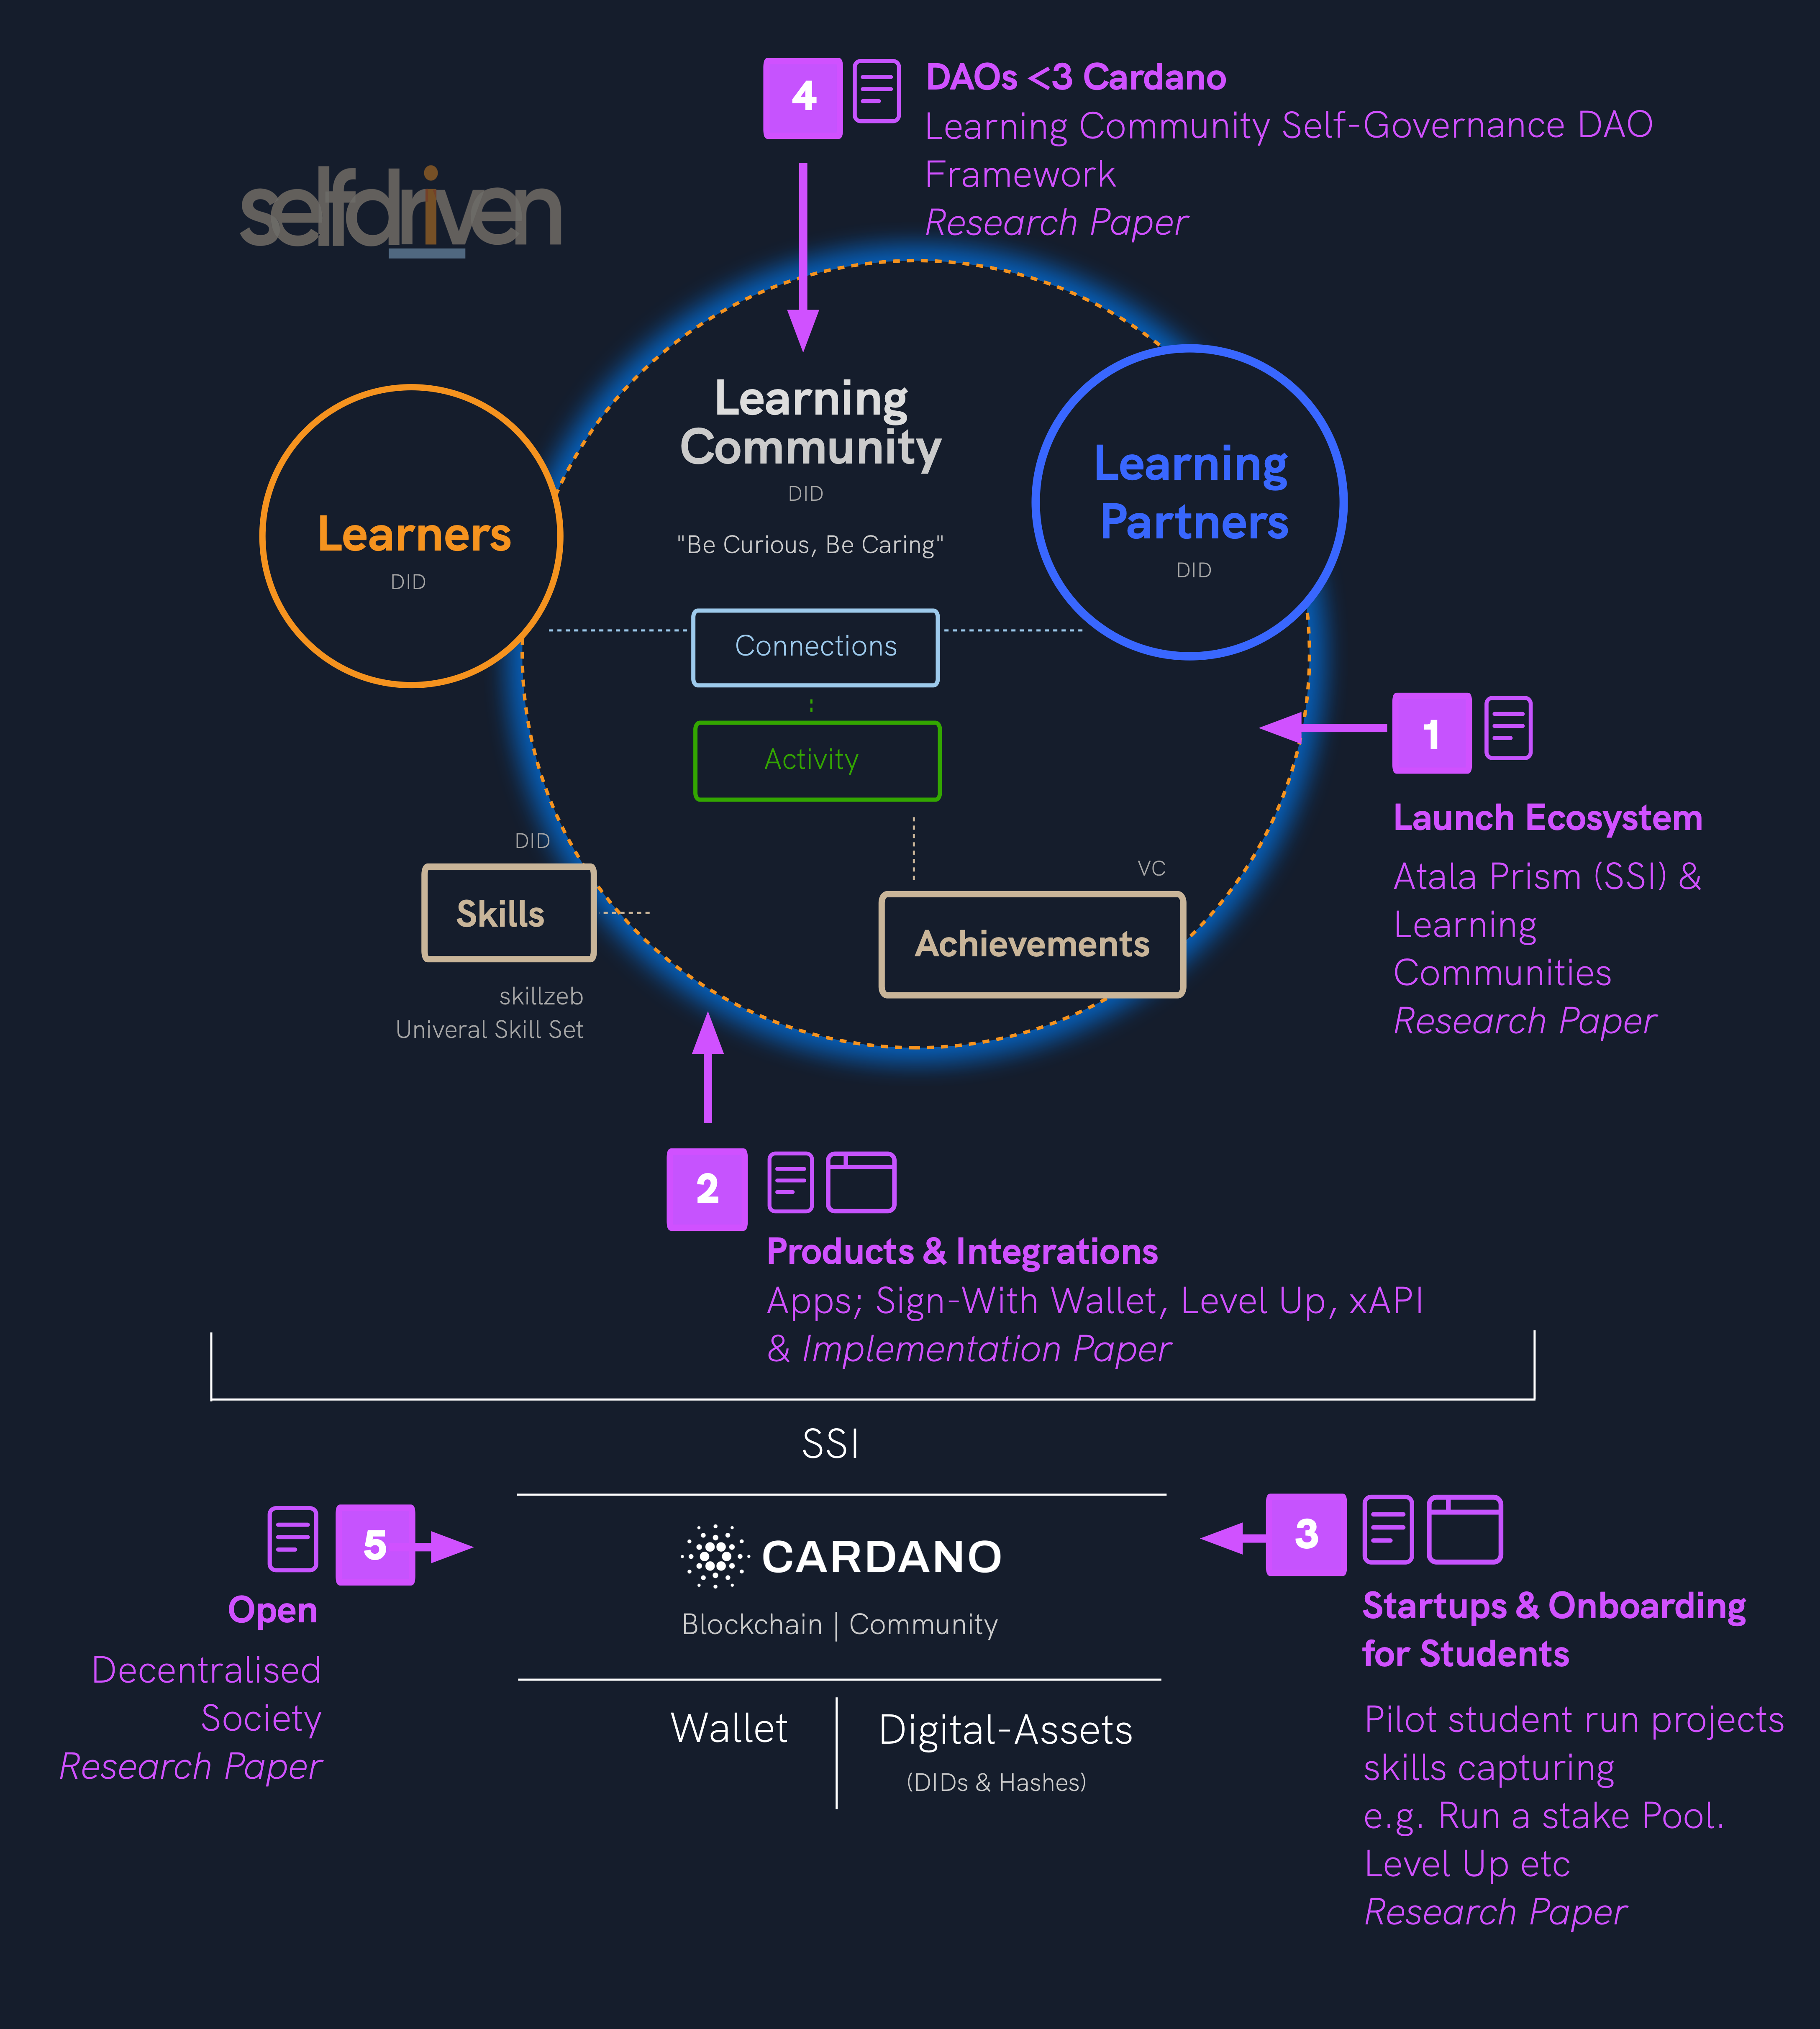 4
DAOs <3 Cardano
Learning Community Self-Governance DAO
Framework
Research Paper
selfdriven
Learning
Community
DID
"Be Curious, Be Caring"
Learners
DID
Learning
Partners
DID
Connections
Activity
1
Launch Ecosystem
Atala Prism (SSI) &
Learning
Communities
Research Paper
DID
Skills
skillzeb
Univeral Skill Set
VC
Achievements
2
Products & Integrations
Apps; Sign-With Wallet, Level Up, xAPI
& Implementation Paper
SSI
5
Open
Decentralised
Society
Research Paper
CARDANO
Blockchain | Community
Wallet
Digital-Assets
(DIDs & Hashes)
3
Startups & Onboarding
for Students
Pilot student run projects
skills capturing
e.g. Run a stake Pool.
Level Up etc
Research Paper